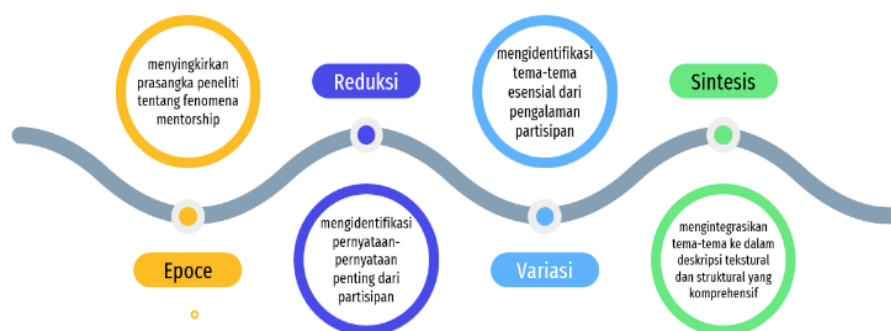 menyingkirkan
prasangka peneliti
tentang fenomena
mentorship
Epoce
Reduksi
mengidentifikasi
pernyataan-
pernyataan
penting dari
partisipan
mengidentifikasi
tema-tema
esensial dari
pengalaman
partisipan
Variasi
Sintesis
mengintegrasikan
tema-tema ke dalam
deskripsi tekstural
dan struktural yang
komprehensif